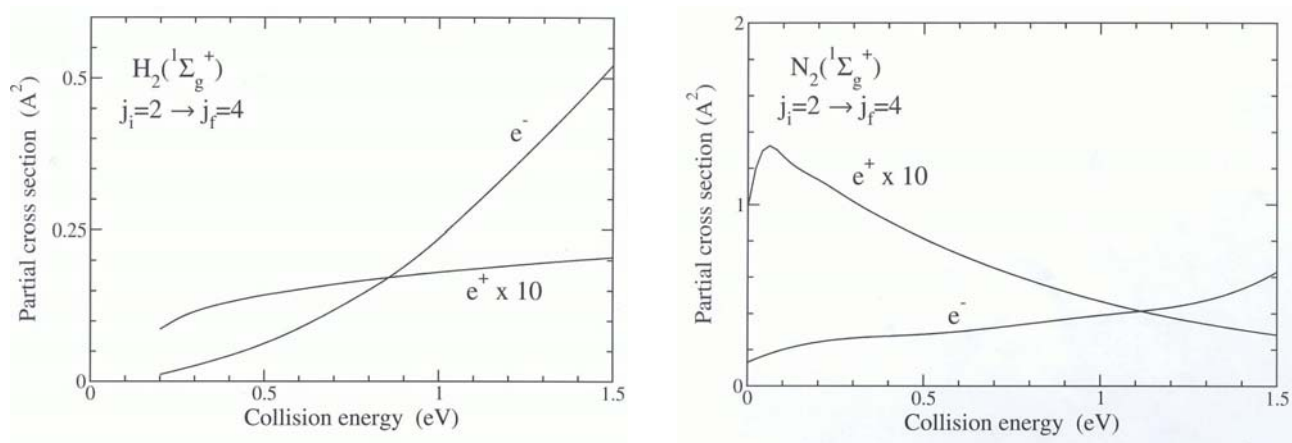 Partial cross section (A²)
0.5
0.25
0
H₂(¹Σg⁺)
jᵢ=2 → j_f=4
e⁻
e⁺ x 10
0 0.5 1 1.5
Collision energy (eV)
Partial cross section (A²)
2
1
0
N₂(¹Σg⁺)
jᵢ=2 → j_f=4
e⁺ x 10
e⁻
0 0.5 1 1.5
Collision energy (eV)